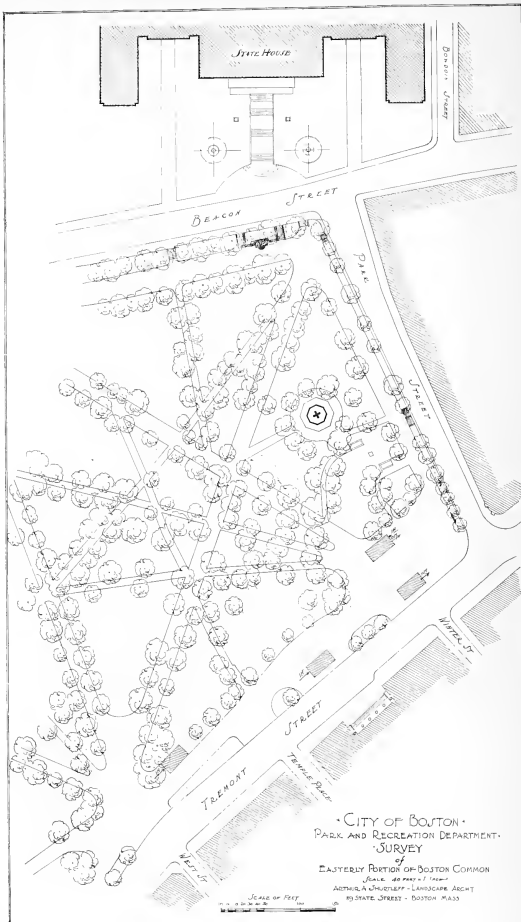 STATE HOUSE
BOWDOIN STREET
BEACON STREET
PARK STREET
WINTER ST
TREMONT STREET
TEMPLE PLACE
WEST ST
• CITY OF BOSTON •
PARK AND RECREATION DEPARTMENT •
• SURVEY
of
EASTERLY PORTION OF BOSTON COMMON
SCALE 40 FEET = 1 INCH
ARTHUR A SHURTLEFF - LANDSCAPE ARCHT
89 STATE STREET - BOSTON MASS
SCALE OF FEET